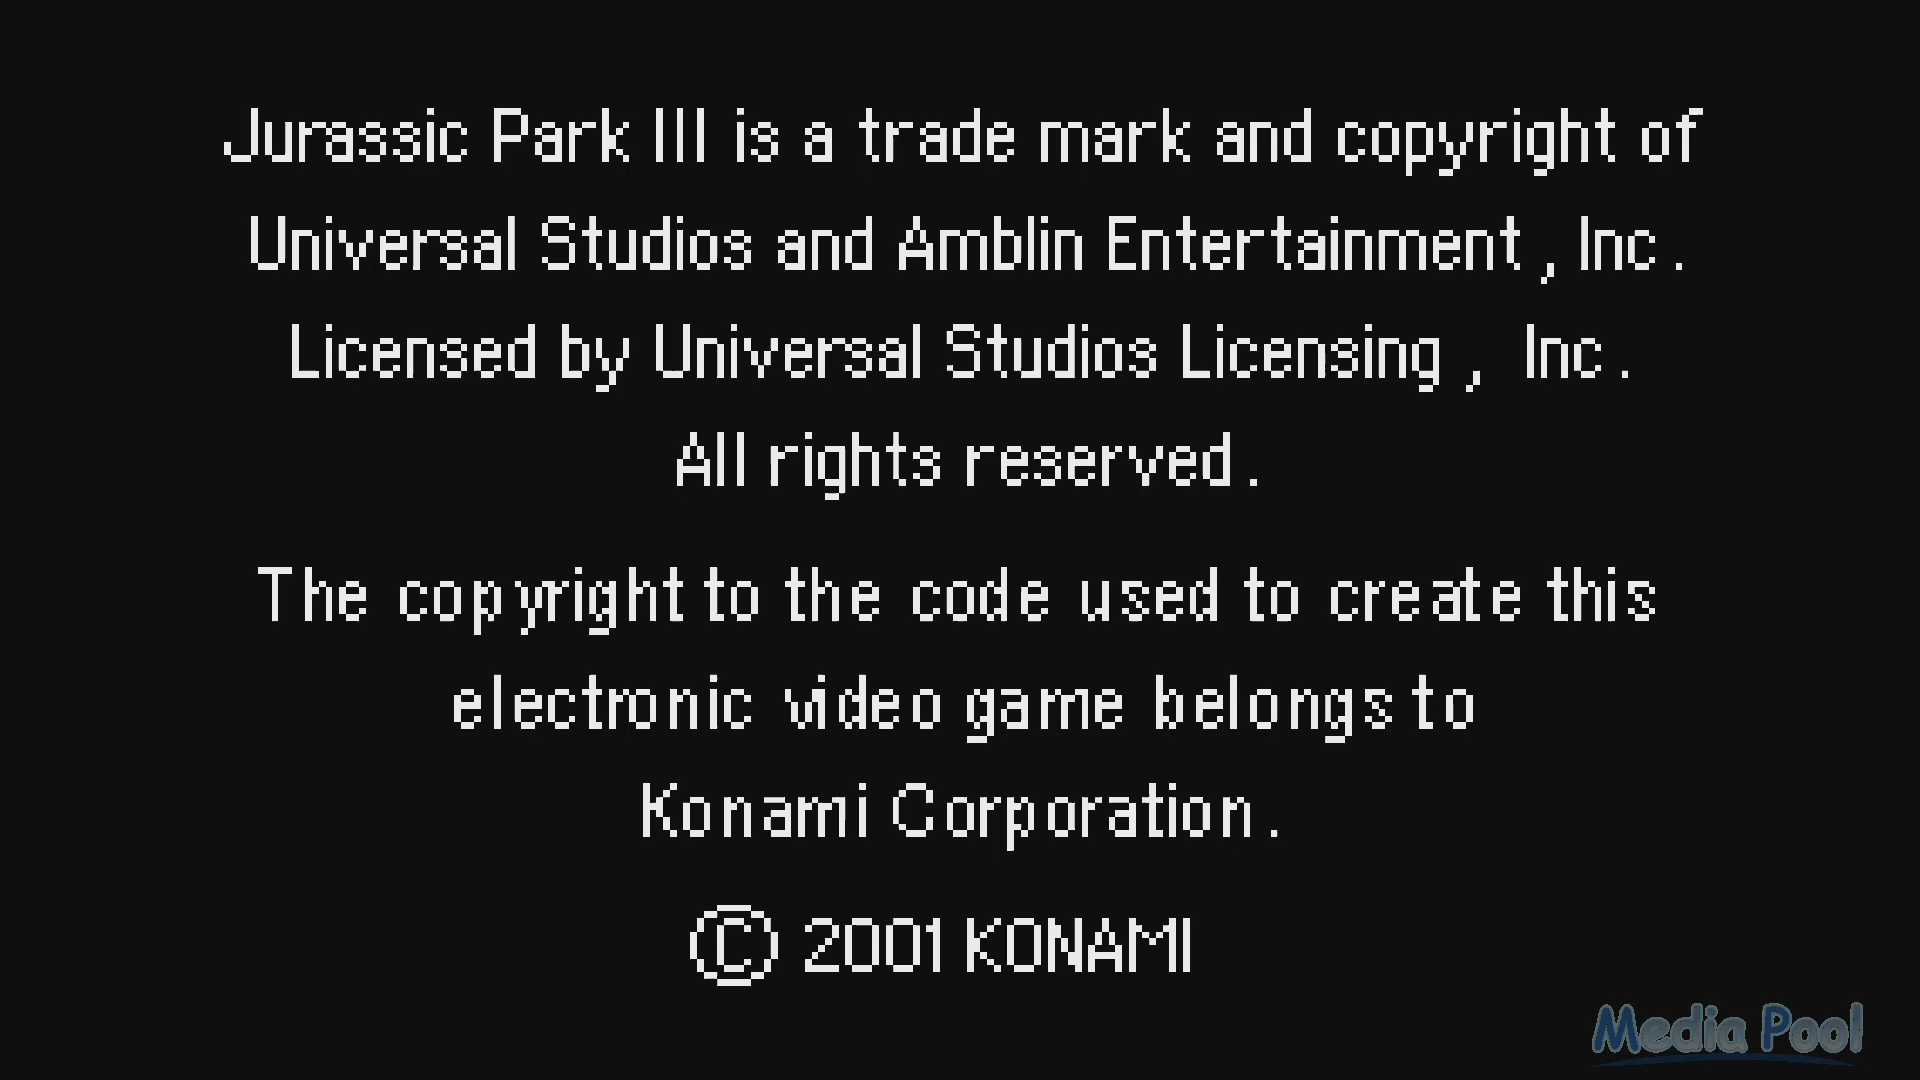 Jurassic Park III is a trade mark and copyright of
Universal Studios and Amblin Entertainment, Inc.
Licensed by Universal Studios Licensing, Inc.
All rights reserved.
The copyright to the code used to create this
electronic video game belongs to
Konami Corporation.
© 2001 KONAMI
Media Pool